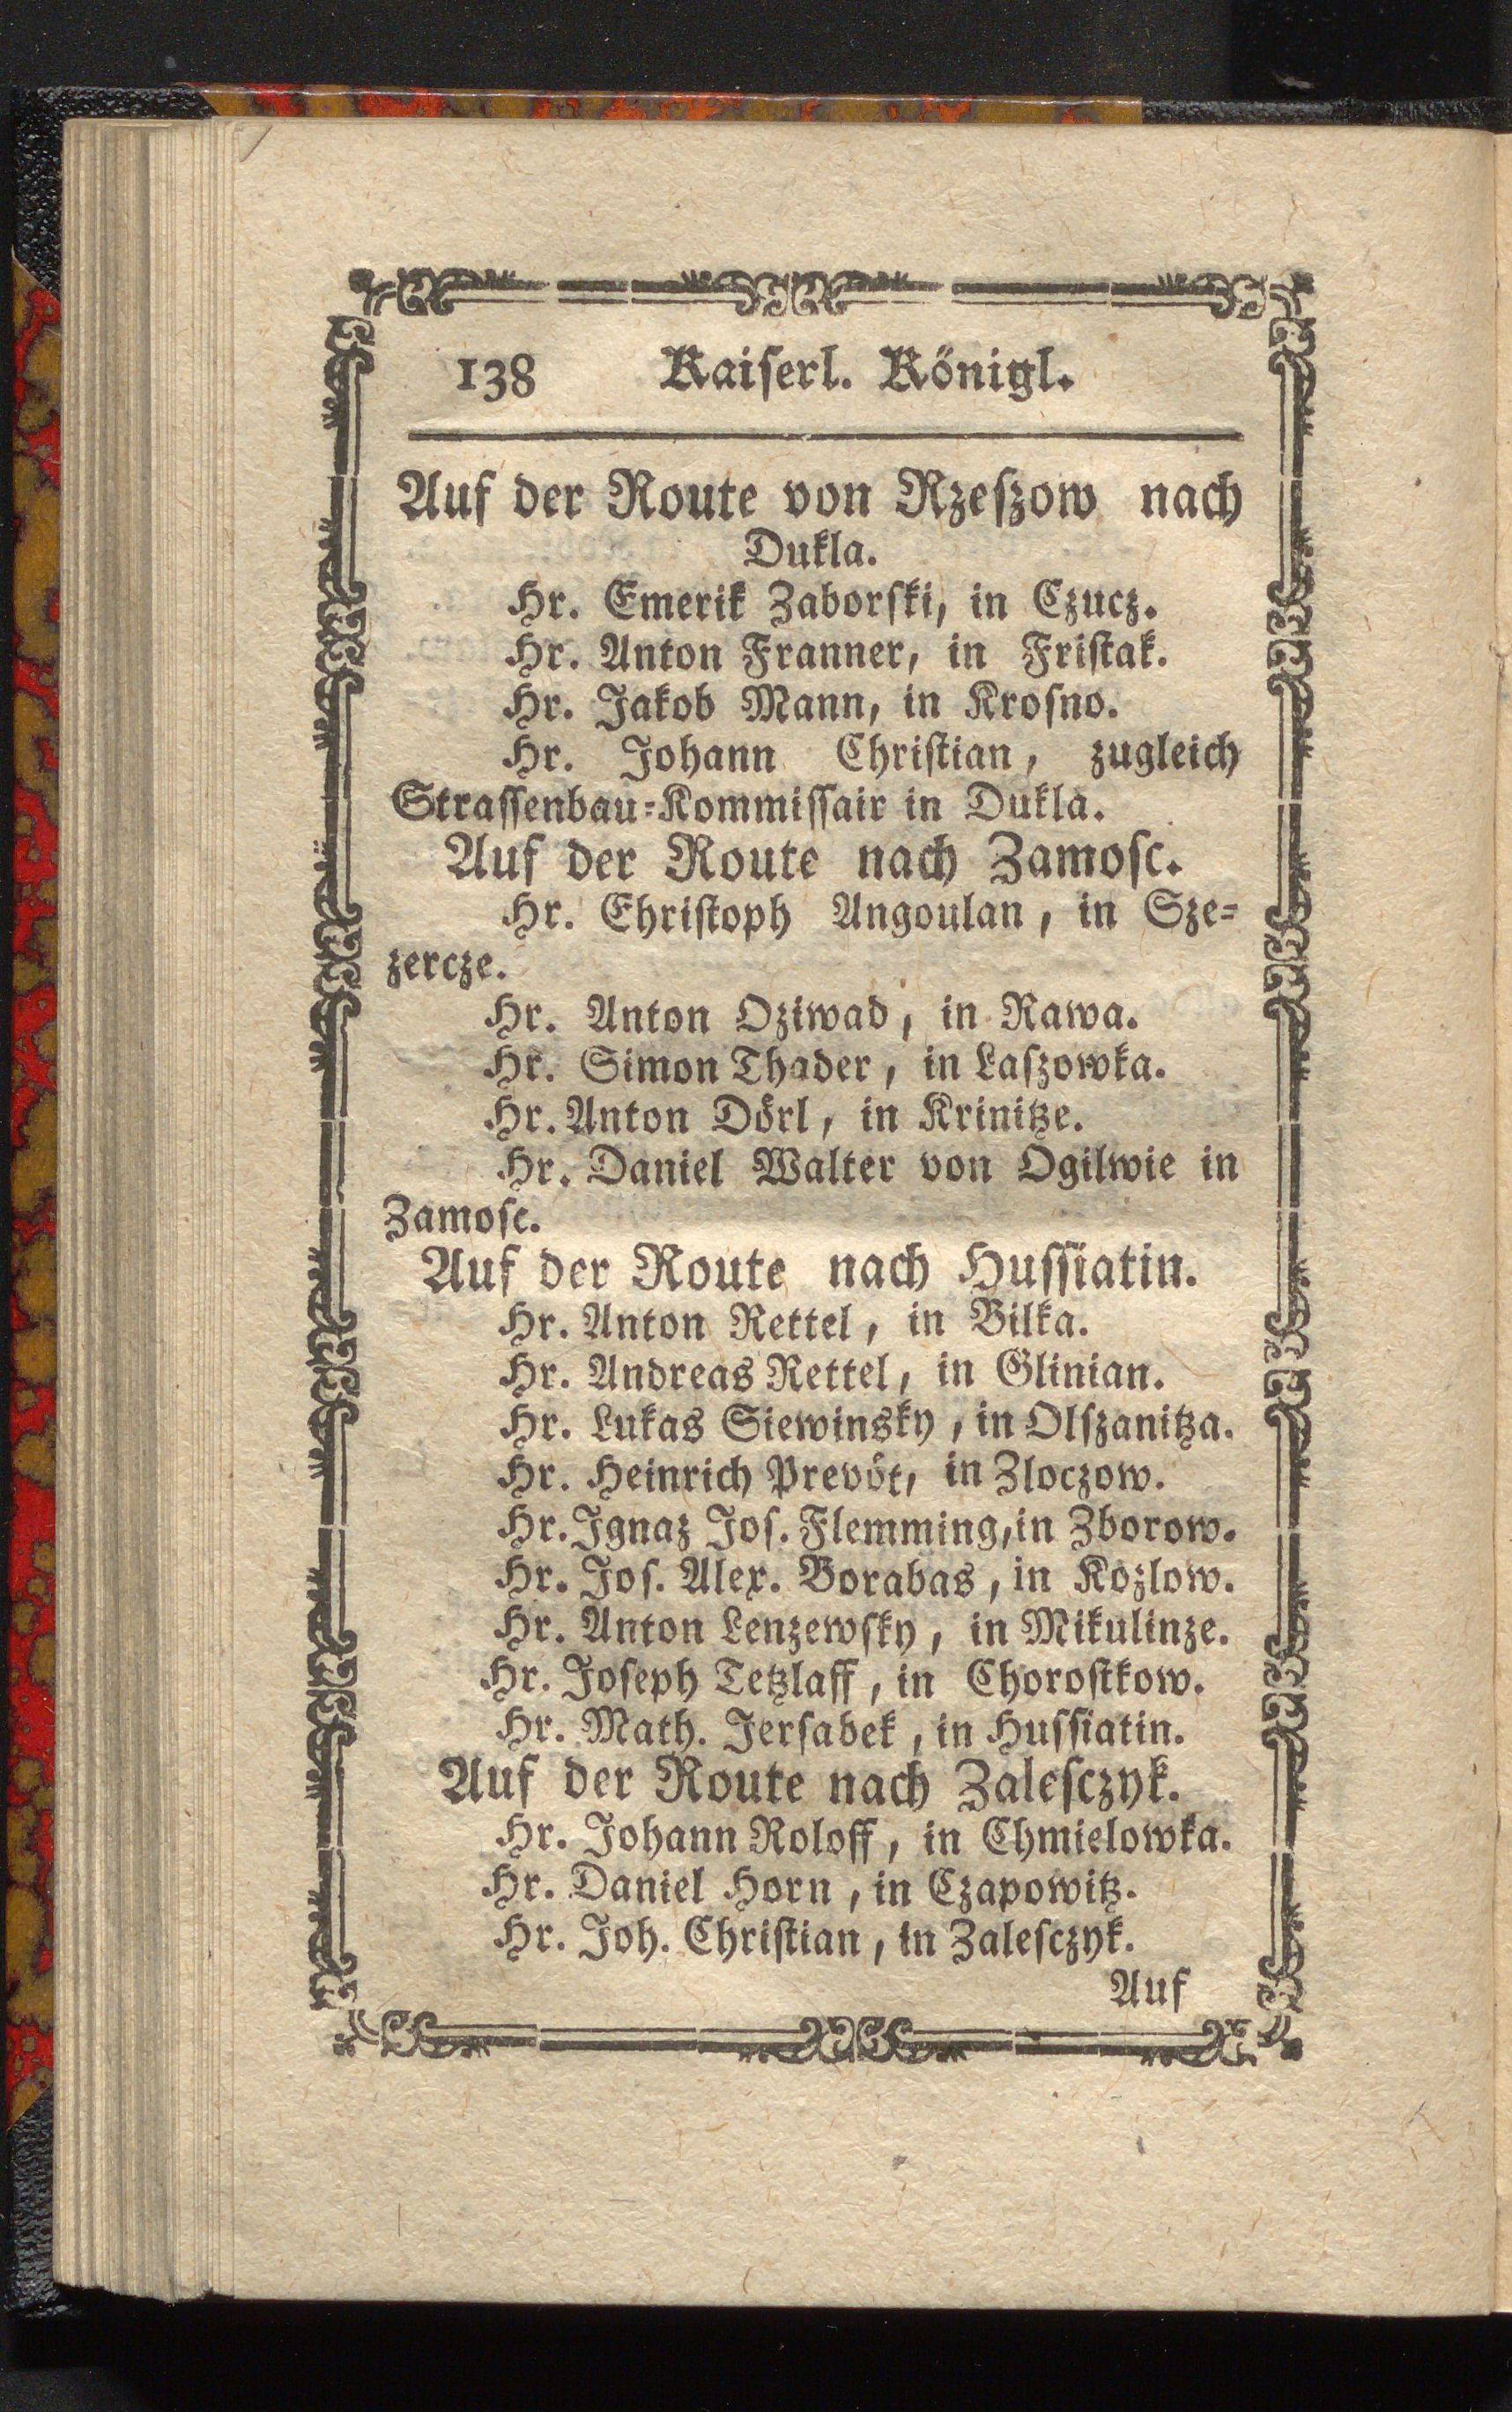 138 Kaiſerl. Königl.
Auf der Route von Rzeſzow nach
Dukla.
Hr. Emerik Zaborſki, in Czucz.
Hr. Anton Franner, in Friſtak.
Hr. Jakob Mann, in Kroſno.
Hr. Johann Chriſtian, zugleich
Straſſenbau=Kommiſſair in Dukla.
Auf der Route nach Zamoſc.
Hr. Ehriſtoph Angoulan, in Sze=
zercze.
Hr. Anton Oziwad, in Rawa.
Hr. Simon Thader, in Laſzowka.
Hr. Anton Dörl, in Krinitze.
Hr. Daniel Walter von Ogilwie in
Zamoſc.
Auf der Route nach Huſſiatin.
Hr. Anton Rettel, in Bilka.
Hr. Andreas Rettel, in Glinian.
Hr. Lukas Siewinsky, in Olſzanitza.
Hr. Heinrich Prevôt, in Zloczow.
Hr. Ignaz Joſ. Flemming, in Zborow.
Hr. Joſ. Alex. Borabas, in Kozlow.
Hr. Anton Lenzewſky, in Mikulinze.
Hr. Joſeph Tetzlaff, in Choroſtkow.
Hr. Math. Jerſabek, in Huſſiatin.
Auf der Route nach Zaleſczyk.
Hr. Johann Roloff, in Chmielowka.
Hr. Daniel Horn, in Czapowitz.
Hr. Joh. Chriſtian, in Zaleſczyk.
Auf